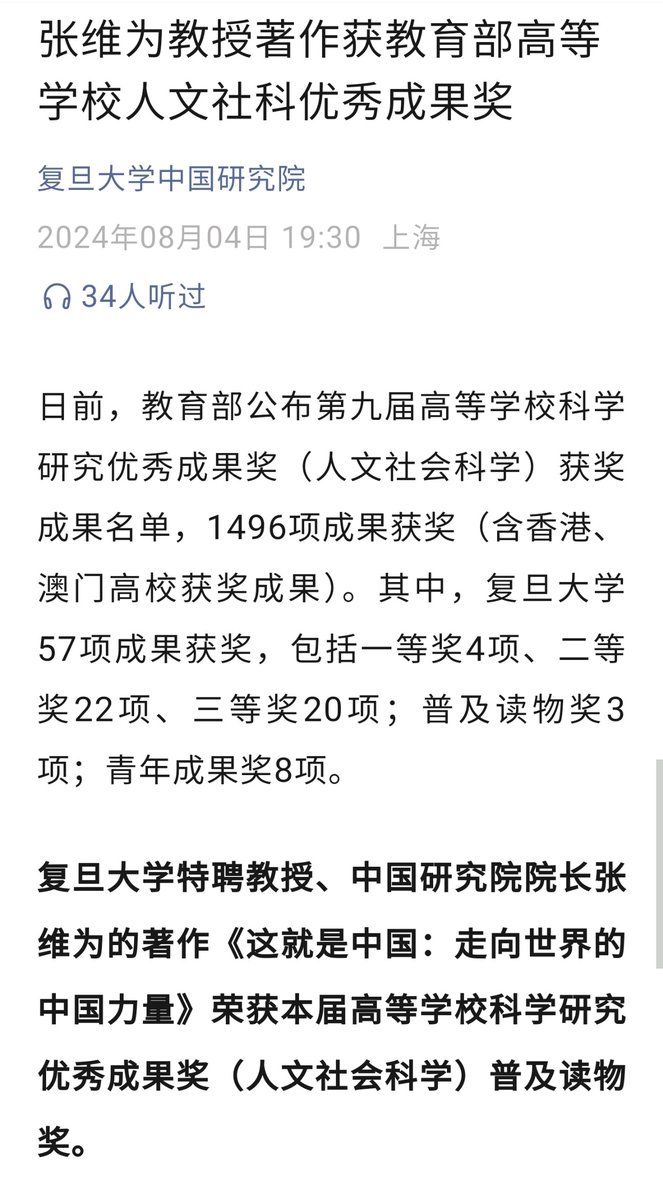 张维为教授著作获教育部高等
学校人文社科优秀成果奖
复旦大学中国研究院
2024年08月04日 19:30 上海
34人听过
日前，教育部公布第九届高等学校科学
研究优秀成果奖（人文社会科学）获奖
成果名单，1496项成果获奖（含香港、
澳门高校获奖成果）。其中，复旦大学
57项成果获奖，包括一等奖4项、二等
奖22项、三等奖20项；普及读物奖3
项；青年成果奖8项。
复旦大学特聘教授、中国研究院院长张
维为的著作《这就是中国：走向世界的
中国力量》荣获本届高等学校科学研究
优秀成果奖（人文社会科学）普及读物
奖。